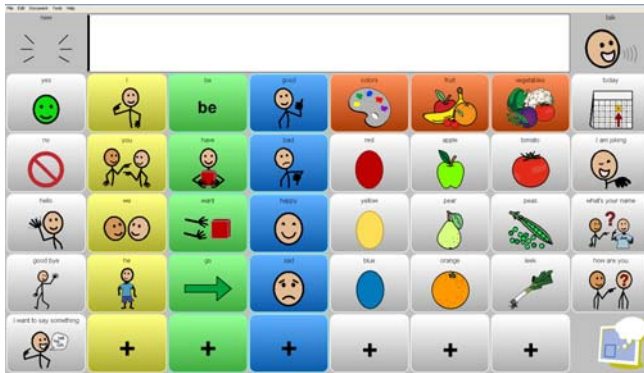 File Edit Document Tools Help
talk
yes
I
be
good
colors
fruit
vegetables
today
be
no
you
have
bad
red
apple
tomato
I am joking
hello
we
want
happy
yellow
pear
peas
what's your name
good bye
he
go
sad
blue
orange
leek
how are you
I want to say something
+
+
+
+
+
+